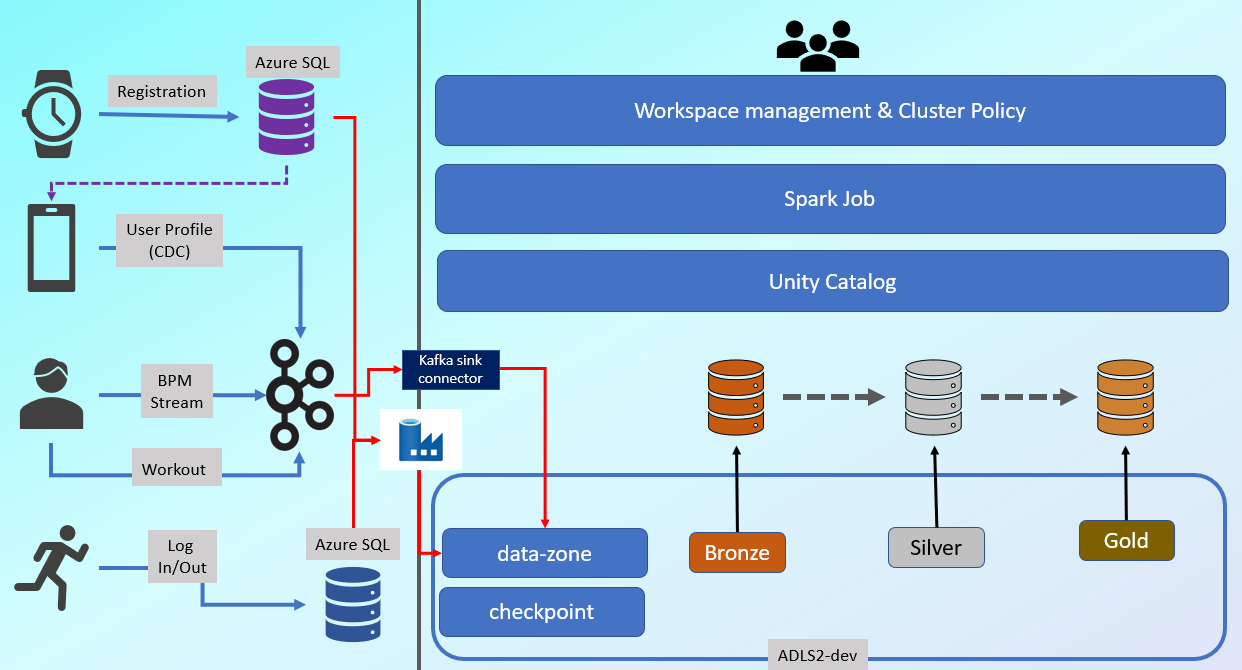 Azure SQL
Registration
Workspace management & Cluster Policy
Spark Job
User Profile
(CDC)
Unity Catalog
Kafka sink
connector
BPM
Stream
Workout
Azure SQL
Log
In/Out
data-zone
checkpoint
Bronze
Silver
Gold
ADLS2-dev